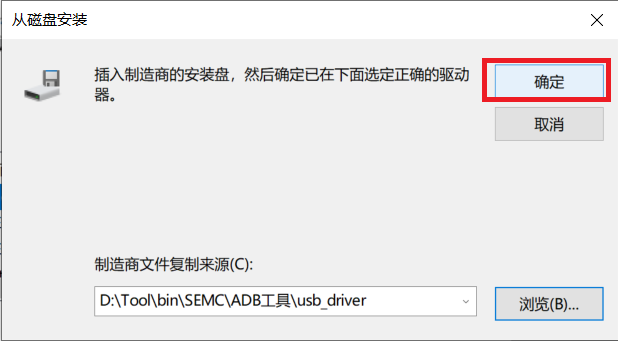 从磁盘安装
插入制造商的安装盘，然后确定已在下面选定正确的驱动
器。
确定
取消
制造商文件复制来源(C):
D:\Tool\bin\SEMC\ADB工具\usb_driver
浏览(B)...